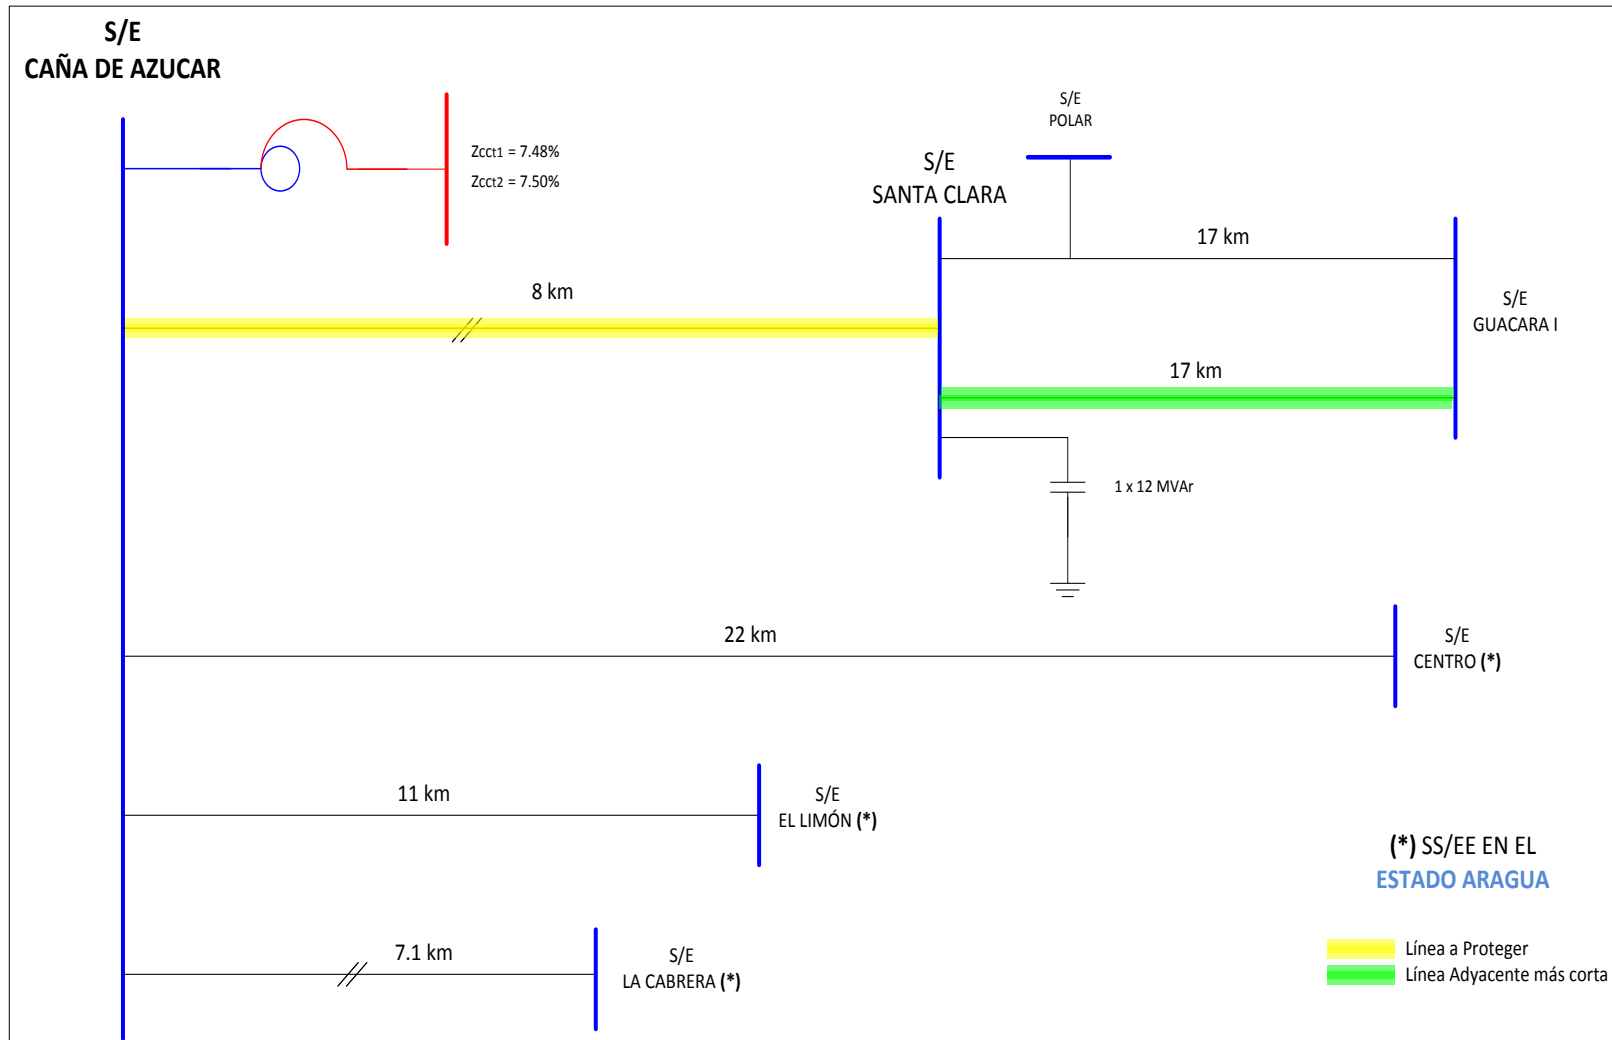 S/E
CAÑA DE AZUCAR
Zcct1 = 7.48%
Zcct2 = 7.50%
S/E
POLAR
S/E
SANTA CLARA
17 km
8 km
S/E
GUACARA I
17 km
1 x 12 MVAr
22 km
S/E
CENTRO (*)
11 km
S/E
EL LIMÓN (*)
(*) SS/EE EN EL
ESTADO ARAGUA
7.1 km
S/E
LA CABRERA (*)
Línea a Proteger
Línea Adyacente más corta